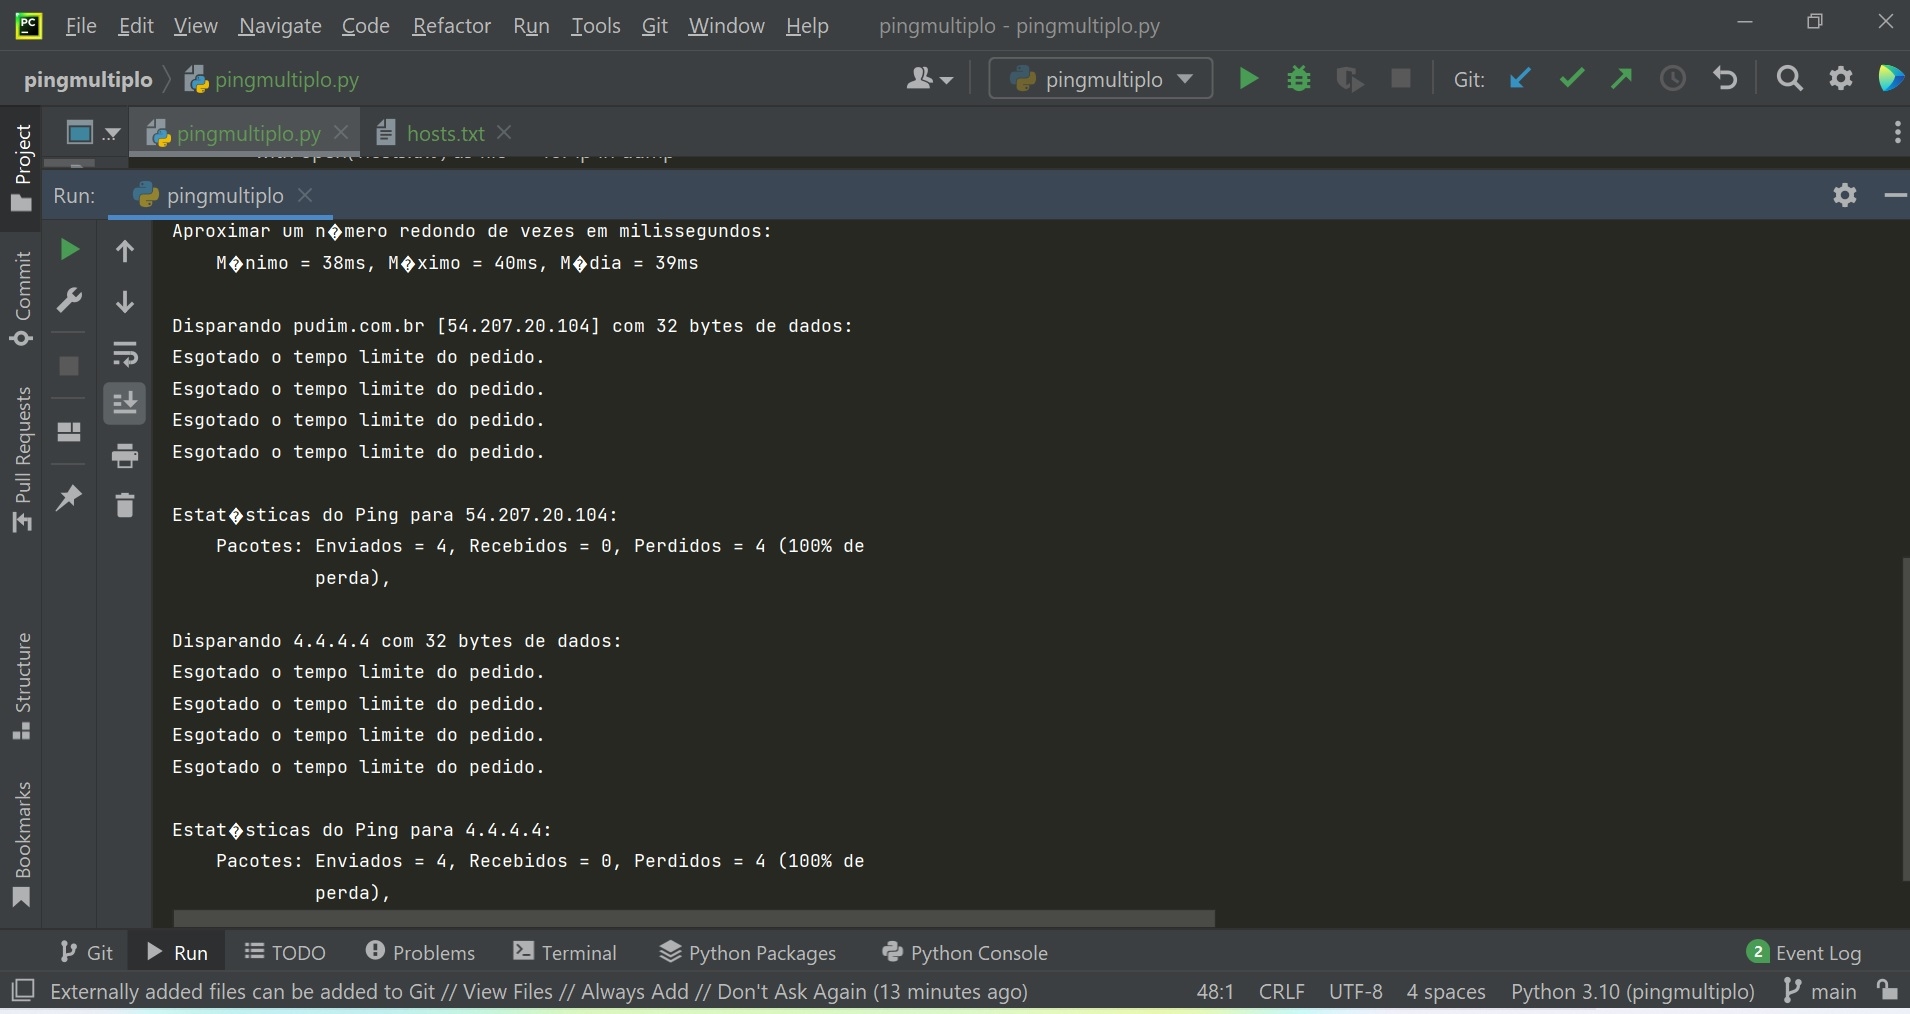 PC
File Edit View Navigate Code Refactor Run Tools Git Window Help pingmultiplo - pingmultiplo.py
pingmultiplo pingmultiplo.py pingmultiplo Git:
... pingmultiplo.py hosts.txt
Project
Run: pingmultiplo
Commit
Pull Requests
Structure
Bookmarks
Aproximar um n�mero redondo de vezes em milissegundos:
M�nimo = 38ms, M�ximo = 40ms, M�dia = 39ms
Disparando pudim.com.br [54.207.20.104] com 32 bytes de dados:
Esgotado o tempo limite do pedido.
Esgotado o tempo limite do pedido.
Esgotado o tempo limite do pedido.
Esgotado o tempo limite do pedido.
Estat�sticas do Ping para 54.207.20.104:
Pacotes: Enviados = 4, Recebidos = 0, Perdidos = 4 (100% de
perda),
Disparando 4.4.4.4 com 32 bytes de dados:
Esgotado o tempo limite do pedido.
Esgotado o tempo limite do pedido.
Esgotado o tempo limite do pedido.
Esgotado o tempo limite do pedido.
Estat�sticas do Ping para 4.4.4.4:
Pacotes: Enviados = 4, Recebidos = 0, Perdidos = 4 (100% de
perda),
Git Run TODO Problems Terminal Python Packages Python Console 2 Event Log
Externally added files can be added to Git // View Files // Always Add // Don't Ask Again (13 minutes ago) 48:1 CRLF UTF-8 4 spaces Python 3.10 (pingmultiplo) main